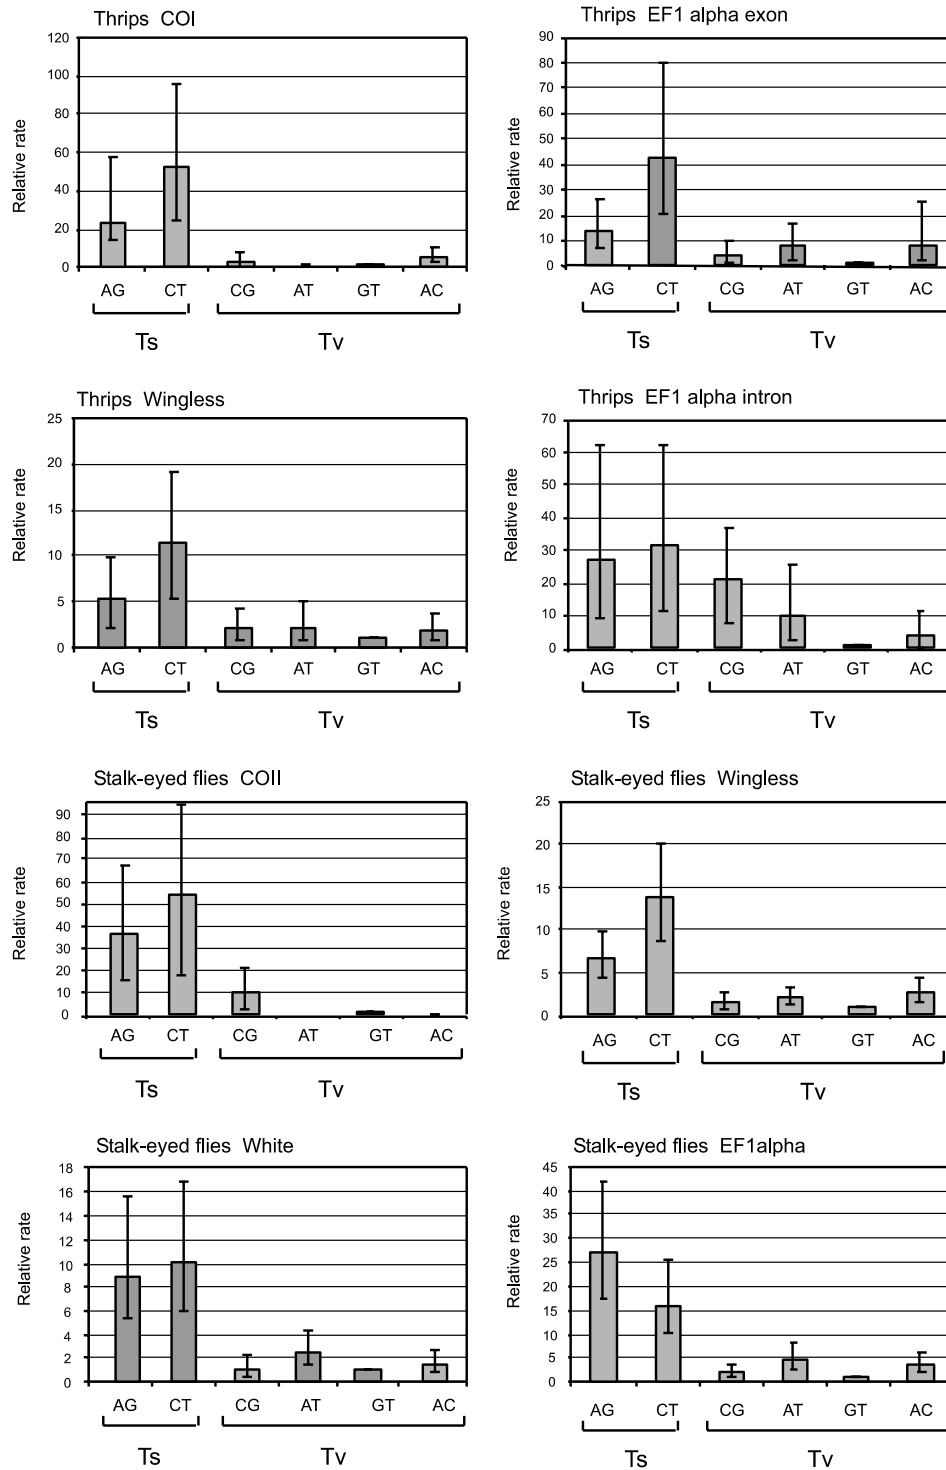 Thrips COI
120
100
80
60
40
20
0
Relative rate
AG CT CG AT GT AC
Ts Tv
Thrips EF1 alpha exon
90
80
70
60
50
40
30
20
10
0
Relative rate
AG CT CG AT GT AC
Ts Tv
Thrips Wingless
25
20
15
10
5
0
Relative rate
AG CT CG AT GT AC
Ts Tv
Thrips EF1 alpha intron
70
60
50
40
30
20
10
0
Relative rate
AG CT CG AT GT AC
Ts Tv
Stalk-eyed flies COII
90
80
70
60
50
40
30
20
10
0
Relative rate
AG CT CG AT GT AC
Ts Tv
Stalk-eyed flies Wingless
25
20
15
10
5
0
Relative rate
AG CT CG AT GT AC
Ts Tv
Stalk-eyed flies White
18
16
14
12
10
8
6
4
2
0
Relative rate
AG CT CG AT GT AC
Ts Tv
Stalk-eyed flies EF1alpha
45
40
35
30
25
20
15
10
5
0
Relative rate
AG CT CG AT GT AC
Ts Tv